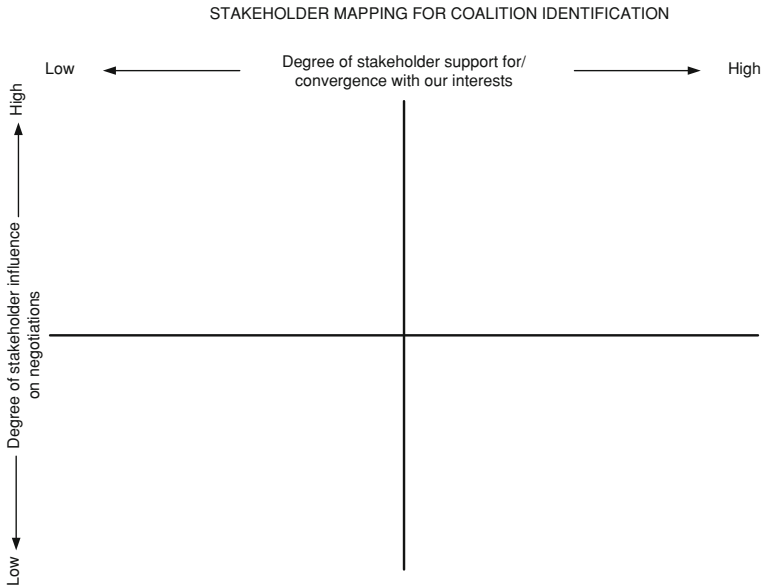 STAKEHOLDER MAPPING FOR COALITION IDENTIFICATION
Low
Degree of stakeholder support for/
convergence with our interests
High
High
Degree of stakeholder influence
on negotiations
Low